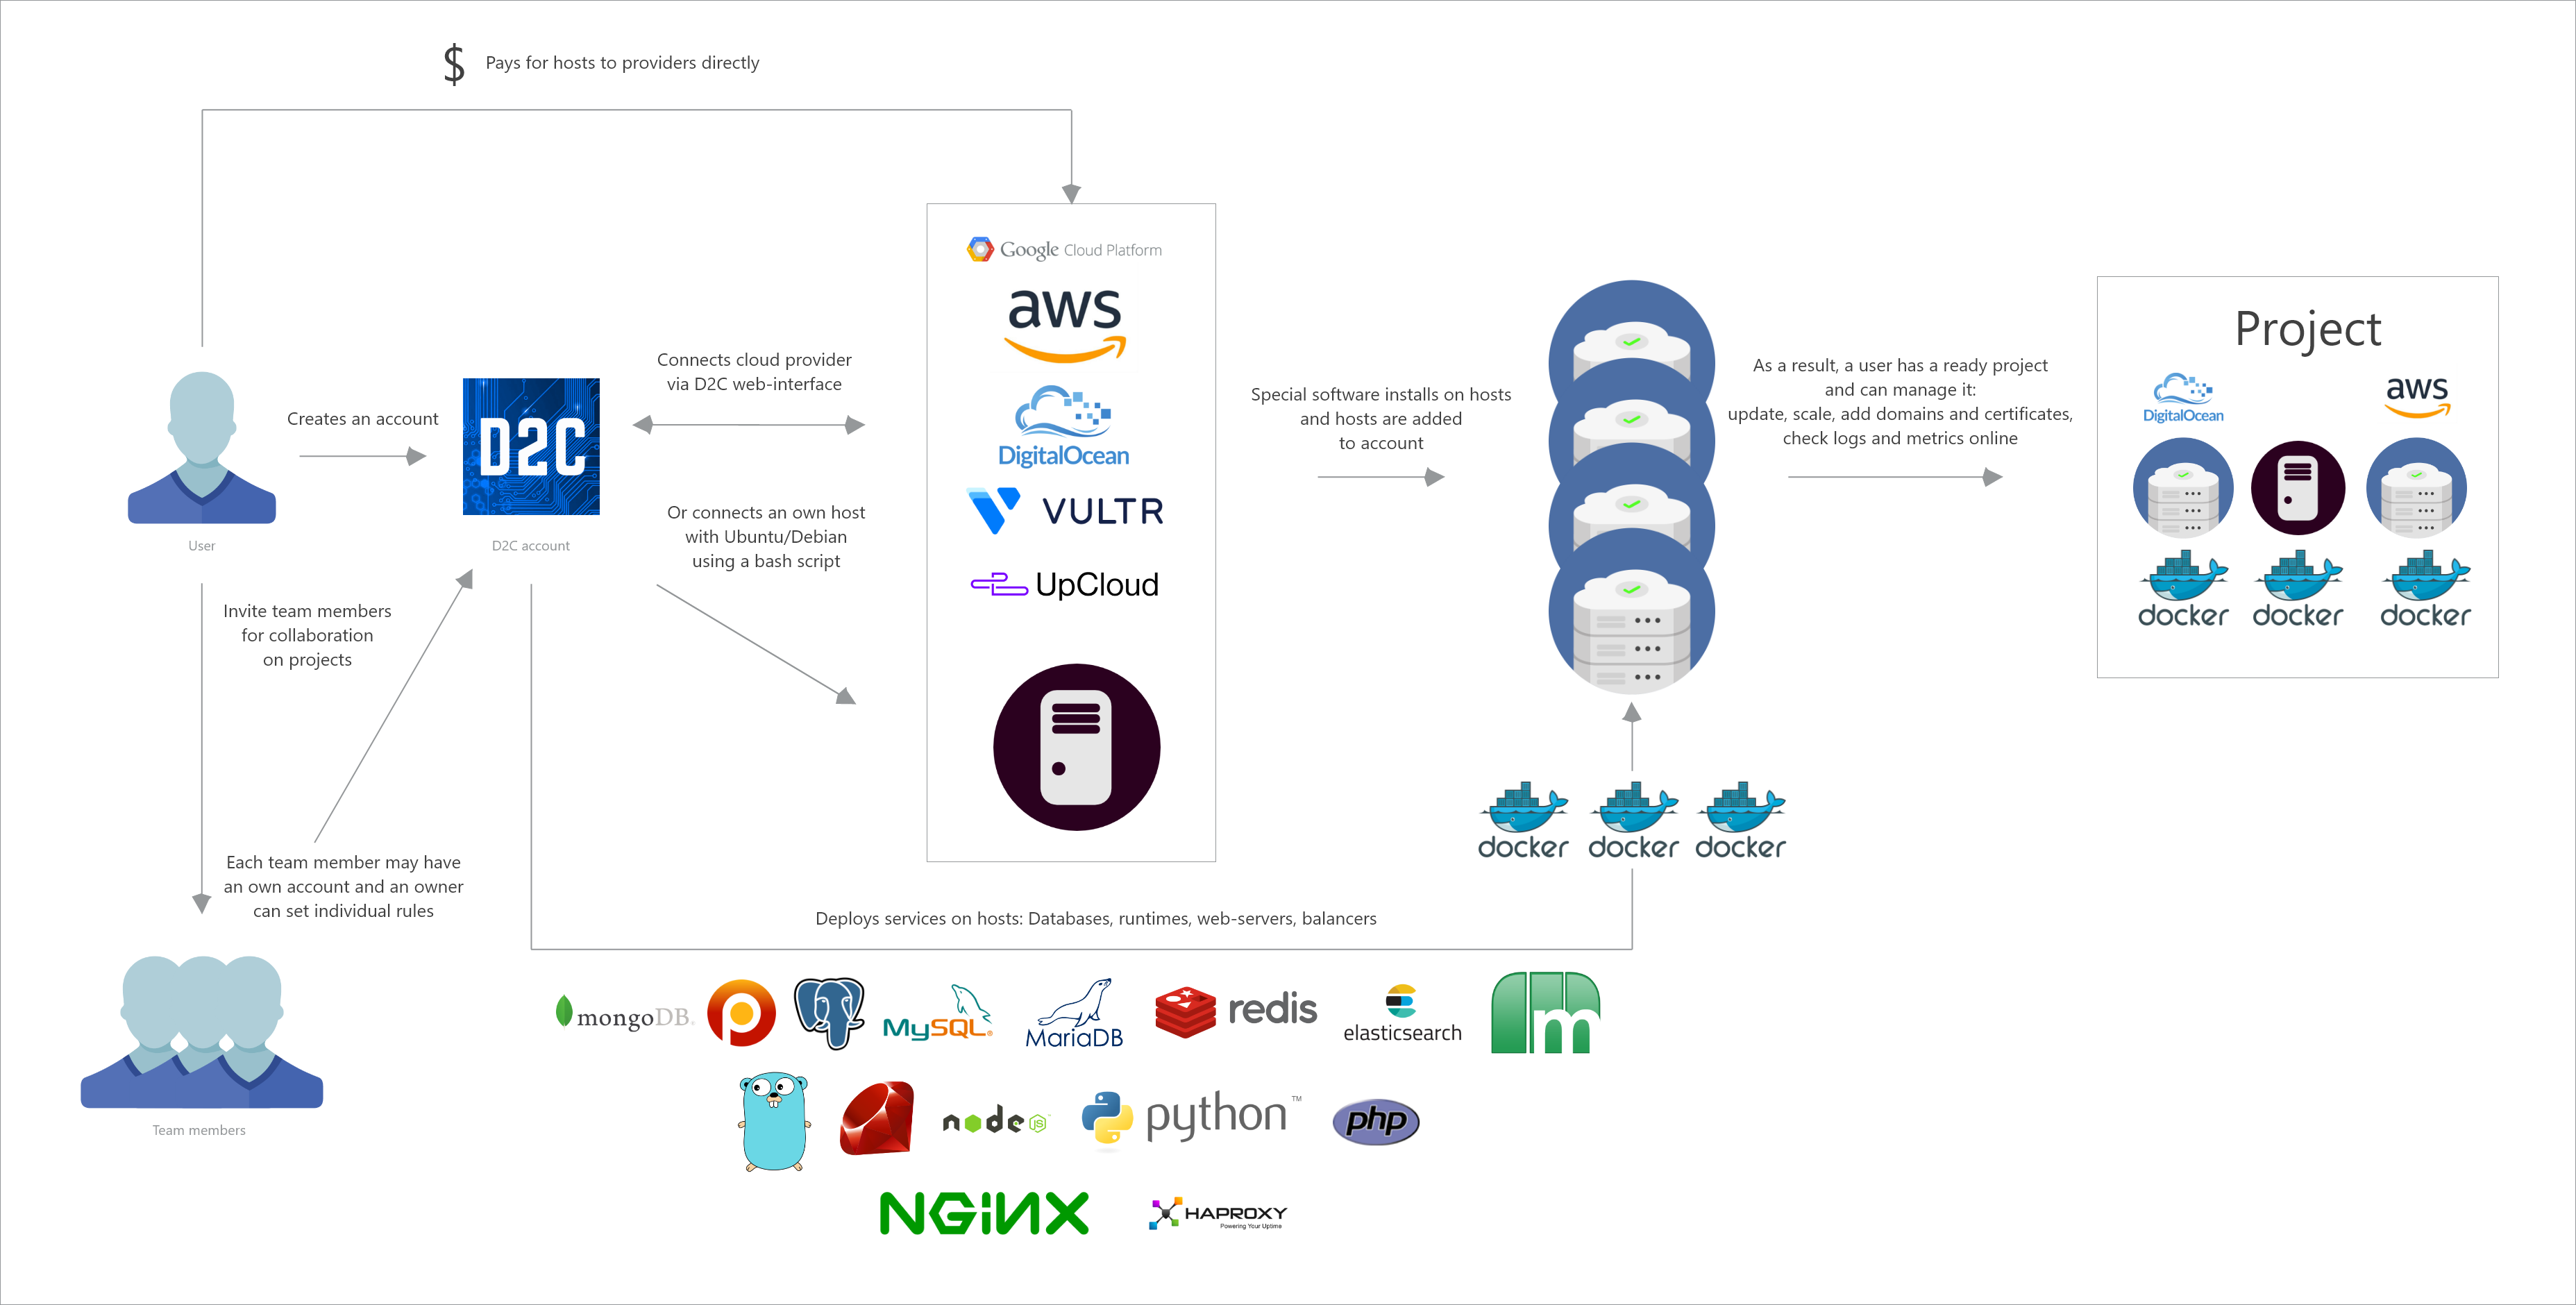 $ Pays for hosts to providers directly
Google Cloud Platform
aws
DigitalOcean
VULTR
UpCloud
Creates an account
D2C
User
D2C account
Connects cloud provider
via D2C web-interface
Or connects an own host
with Ubuntu/Debian
using a bash script
Invite team members
for collaboration
on projects
Each team member may have
an own account and an owner
can set individual rules
Team members
Special software installs on hosts
and hosts are added
to account
As a result, a user has a ready project
and can manage it:
update, scale, add domains and certificates,
check logs and metrics online
Project
DigitalOcean
aws
docker docker docker
docker docker docker
Deploys services on hosts: Databases, runtimes, web-servers, balancers
mongoDB
MySQL®
MariaDB
redis
elasticsearch
m
node JS
python™
php
NGINX
HAPROXY
Powering Your Uptime